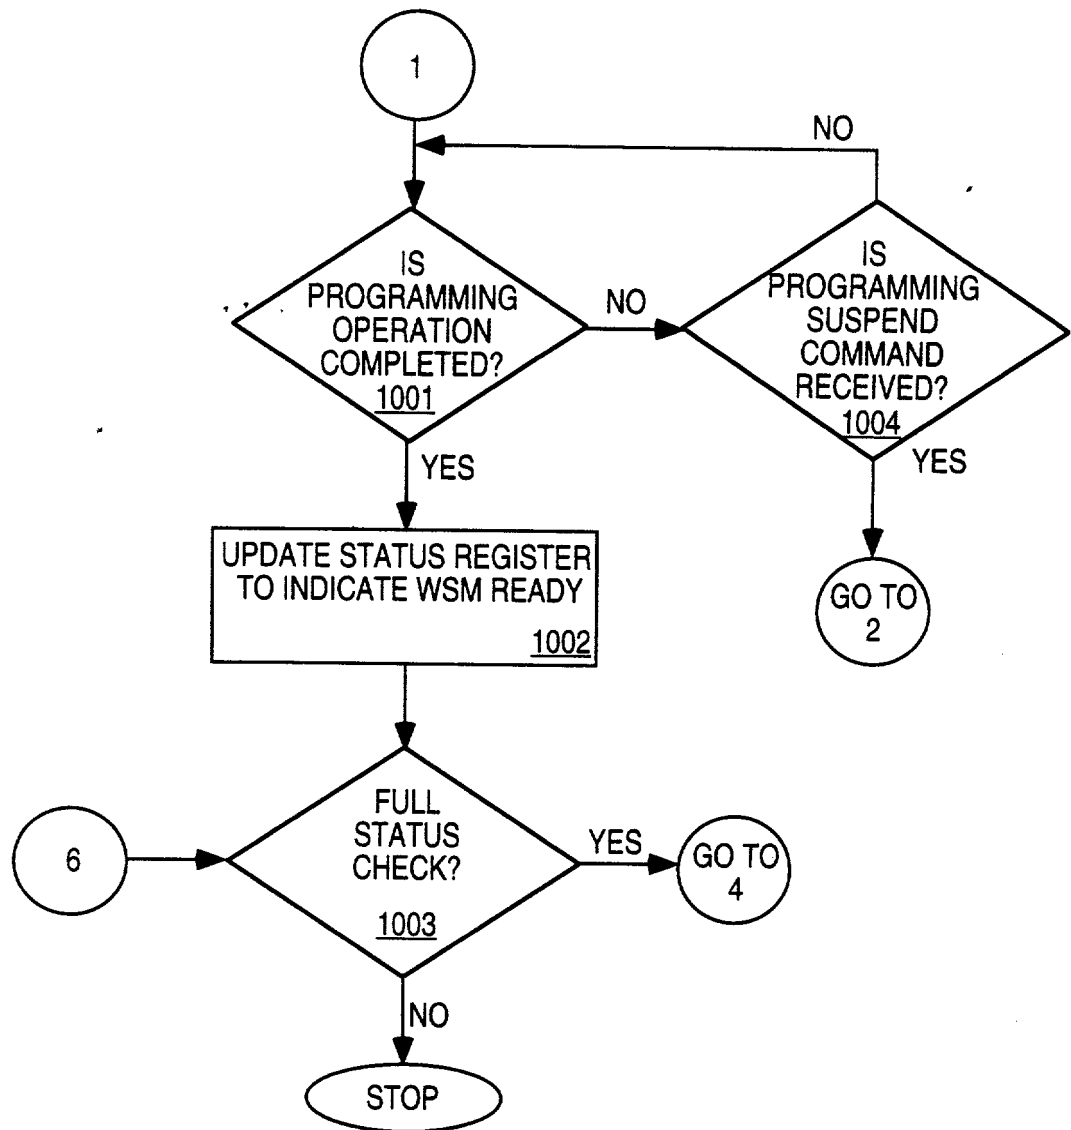 1
NO
IS
PROGRAMMING
OPERATION
COMPLETED?
1001
NO
IS
PROGRAMMING
SUSPEND
COMMAND
RECEIVED?
1004
YES
YES
GO TO
2
UPDATE STATUS REGISTER
TO INDICATE WSM READY
1002
6
FULL
STATUS
CHECK?
1003
YES
GO TO
4
NO
STOP